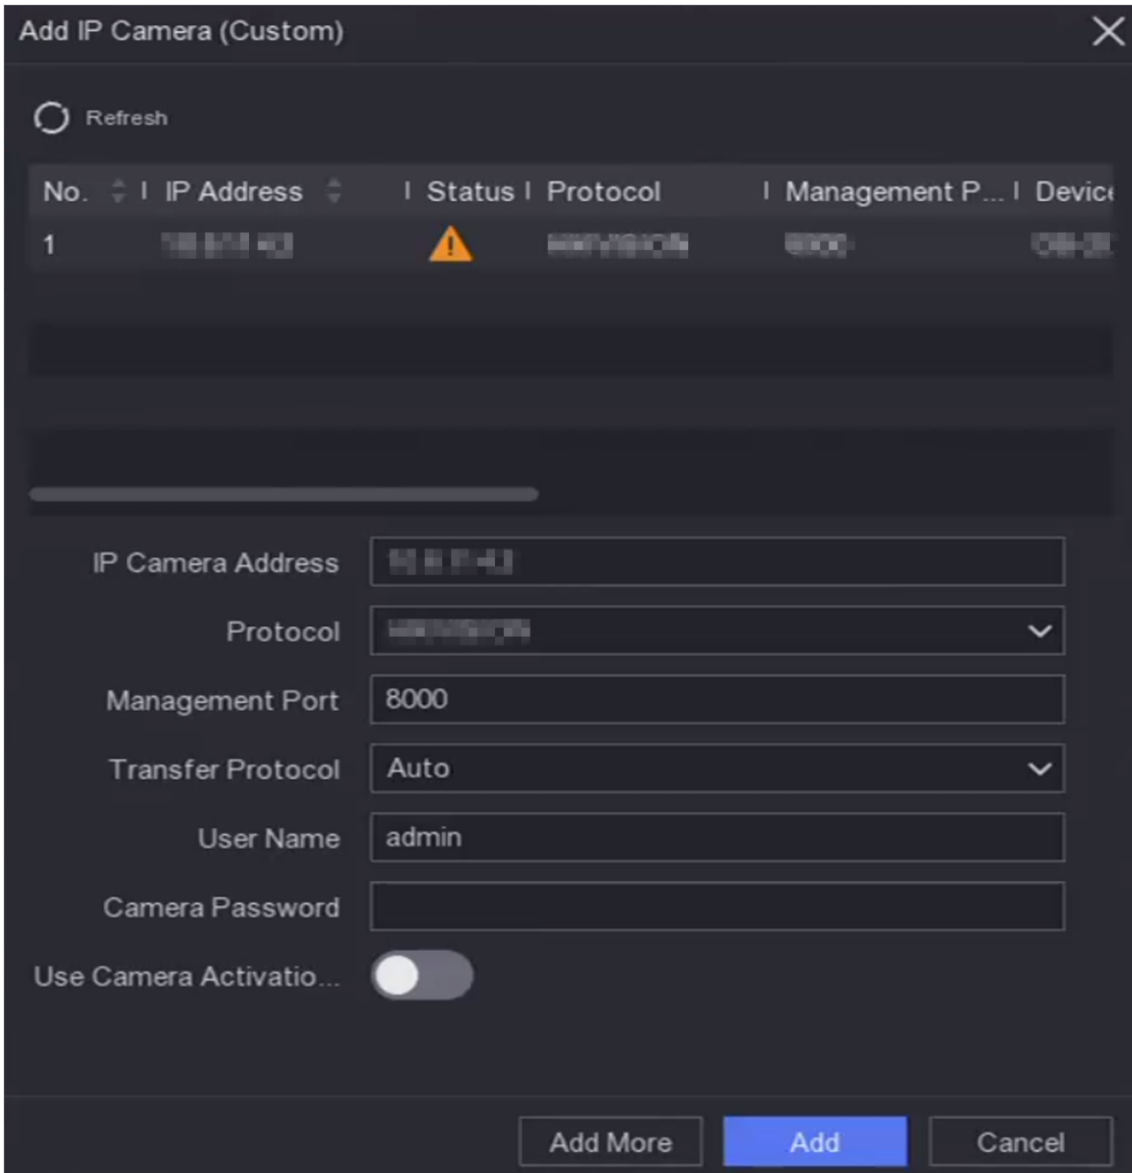 Add IP Camera (Custom)
Refresh
No. IP Address Status Protocol Management P... Device
1
IP Camera Address
Protocol
Management Port 8000
Transfer Protocol Auto
User Name admin
Camera Password
Use Camera Activatio...
Add More Add Cancel